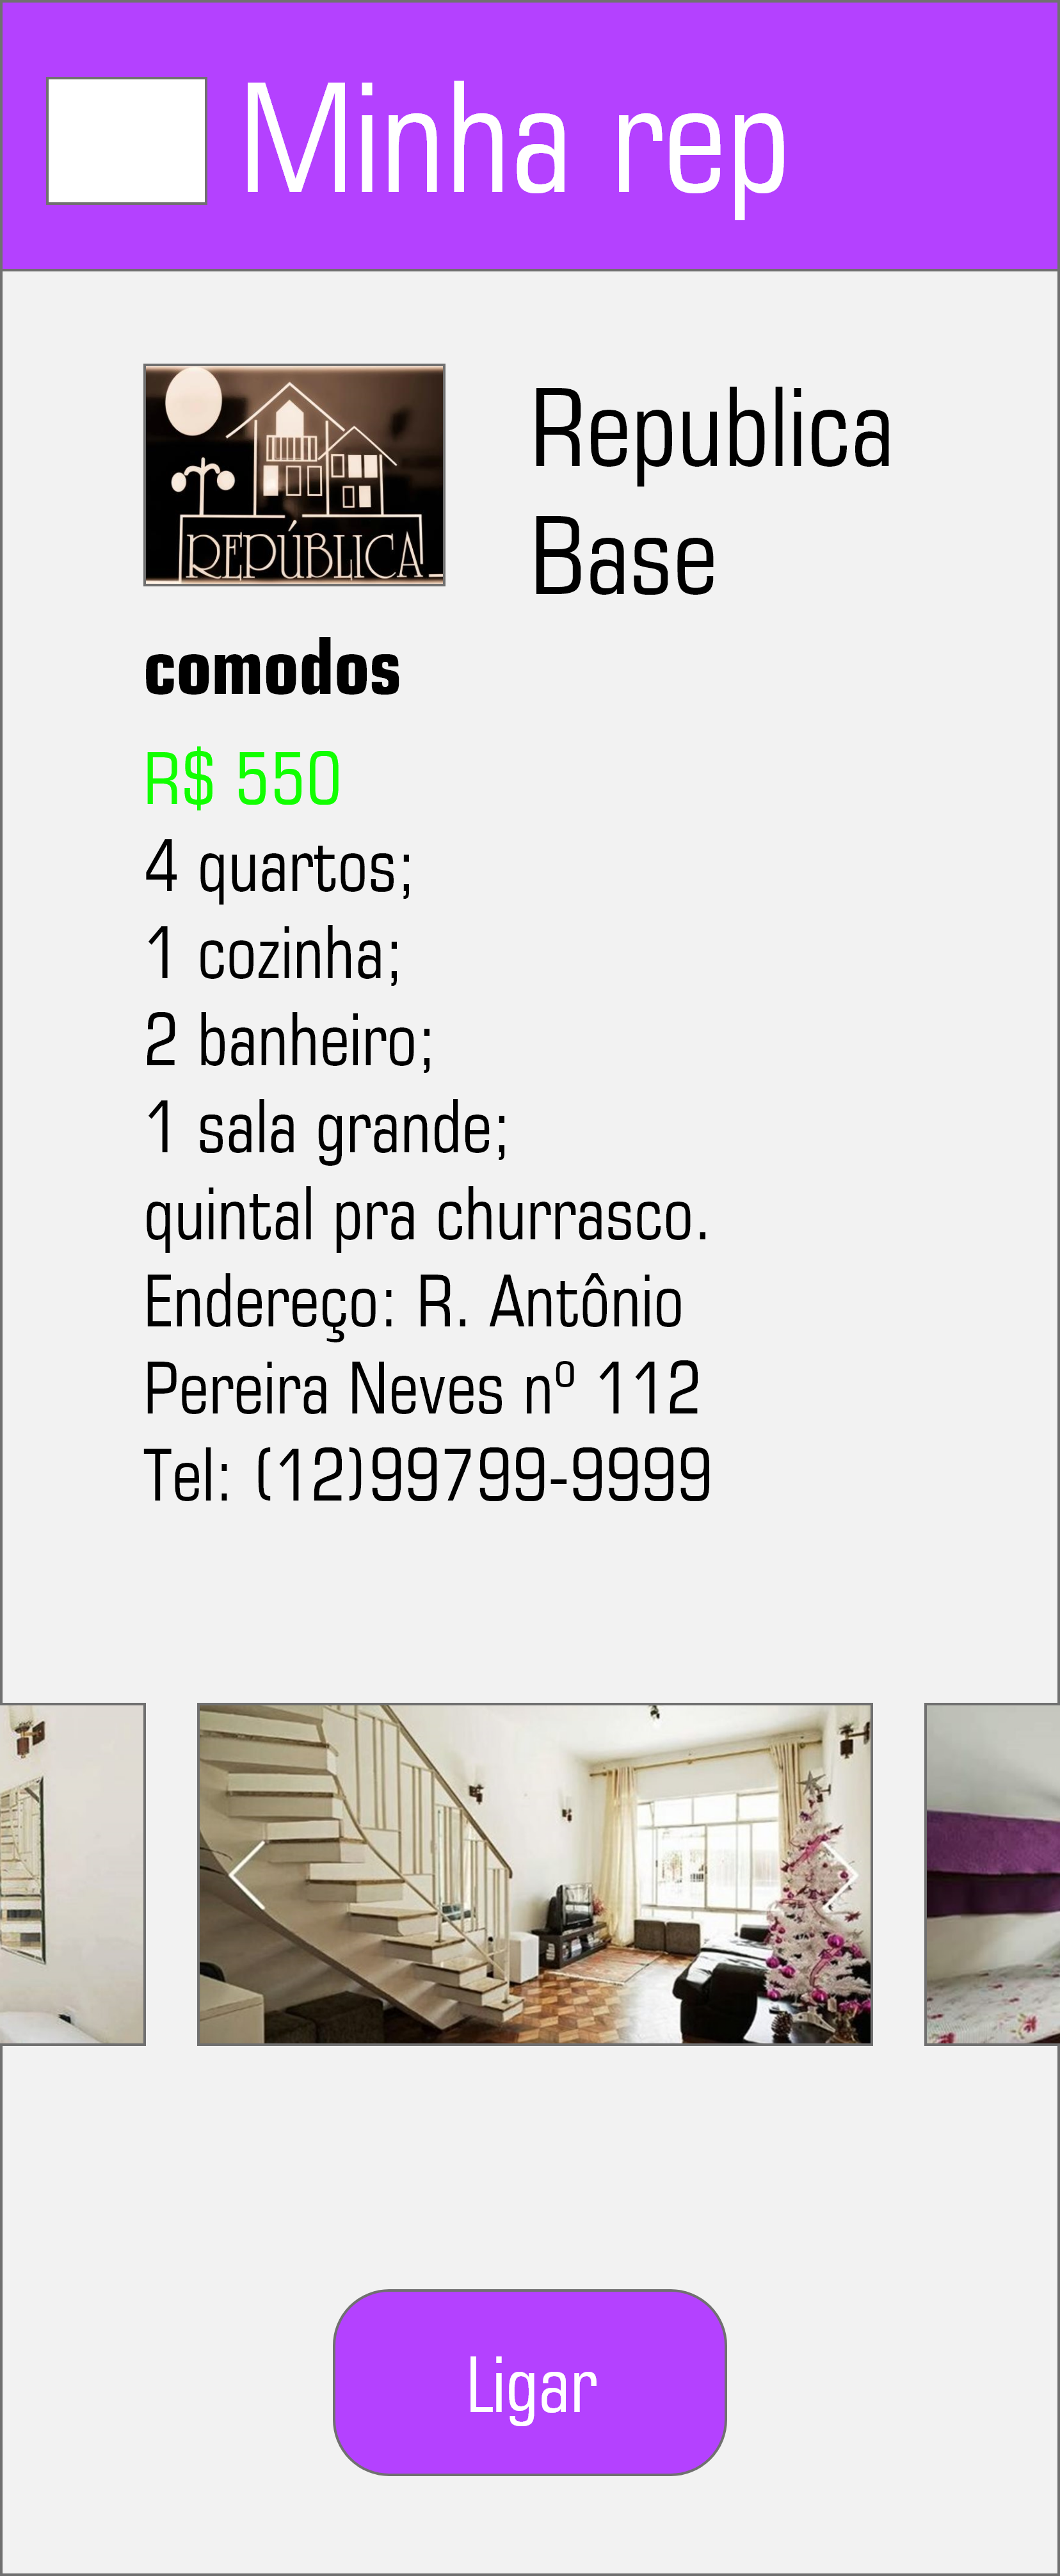 Minha rep
REPÚBLICA
Republica
Base
comodos
R$ 550
4 quartos;
1 cozinha;
2 banheiro;
1 sala grande;
quintal pra churrasco.
Endereço: R. Antônio
Pereira Neves nº 112
Tel: (12)99799-9999
Ligar